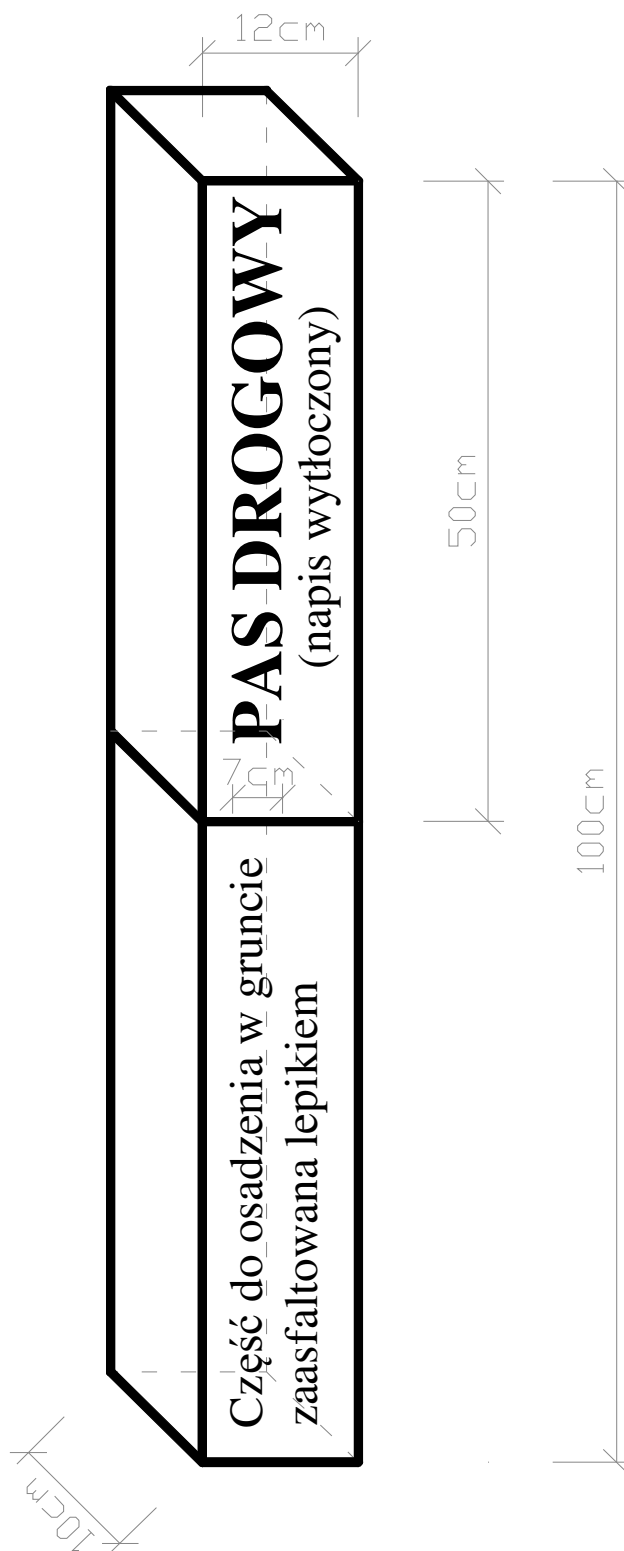 12cm
PAS DROGOWY
(napis wytłoczony)
50cm
7cm
100cm
Część do osadzenia w gruncie
zaasfaltowana lepikiem
10cm